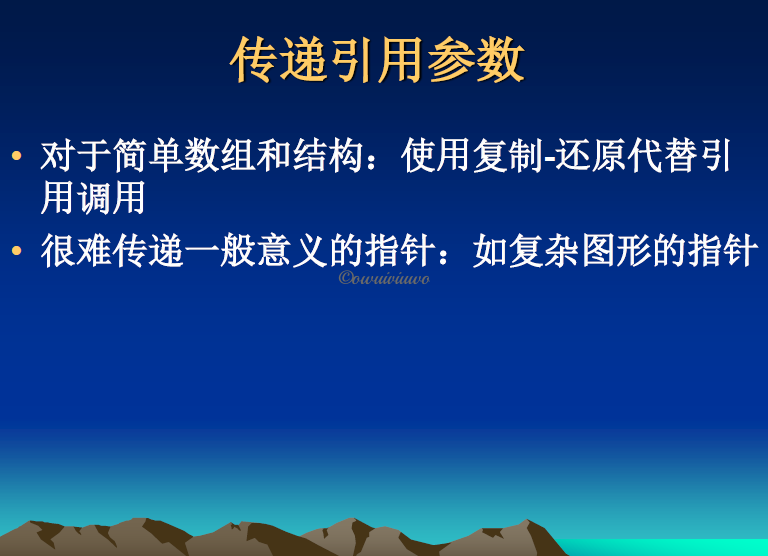 传递引用参数
• 对于简单数组和结构：使用复制-还原代替引
用调用
• 很难传递一般意义的指针：如复杂图形的指针
©owuiviuwo